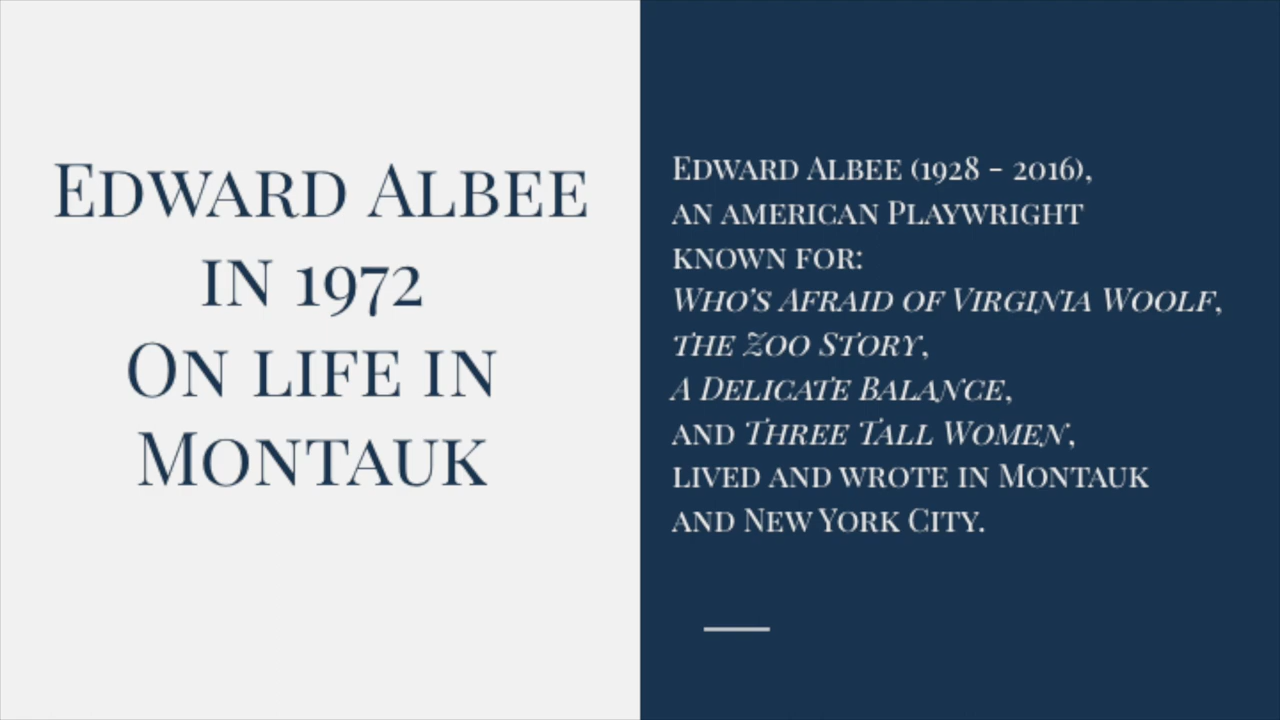 Edward Albee
in 1972
On life in
Montauk
Edward Albee (1928 - 2016),
an american Playwright
known for:
Who's Afraid of Virginia Woolf,
the Zoo Story,
A Delicate Balance,
and Three Tall Women,
lived and wrote in Montauk
and New York City.